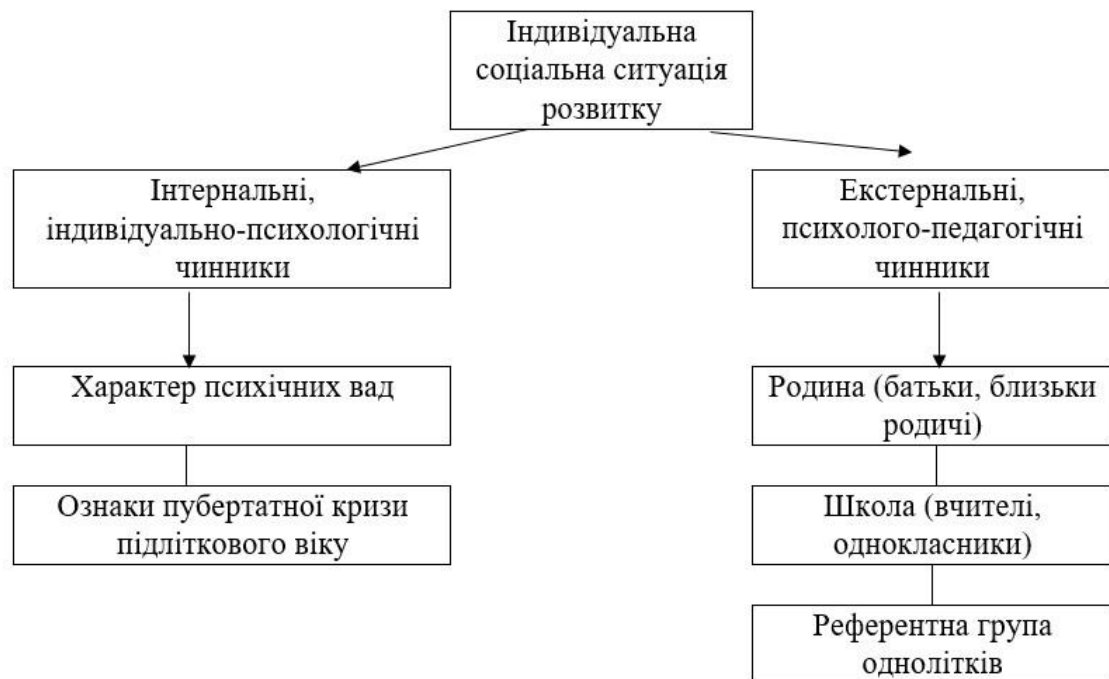 Індивідуальна
соціальна ситуація
розвитку
Інтернальні,
індивідуально-психологічні
чинники
Екстернальні,
психолого-педагогічні
чинники
Характер психічних вад
Родина (батьки, близьки
родичі)
Ознаки пубертатної кризи
підліткового віку
Школа (вчителі,
однокласники)
Референтна група
однолітків